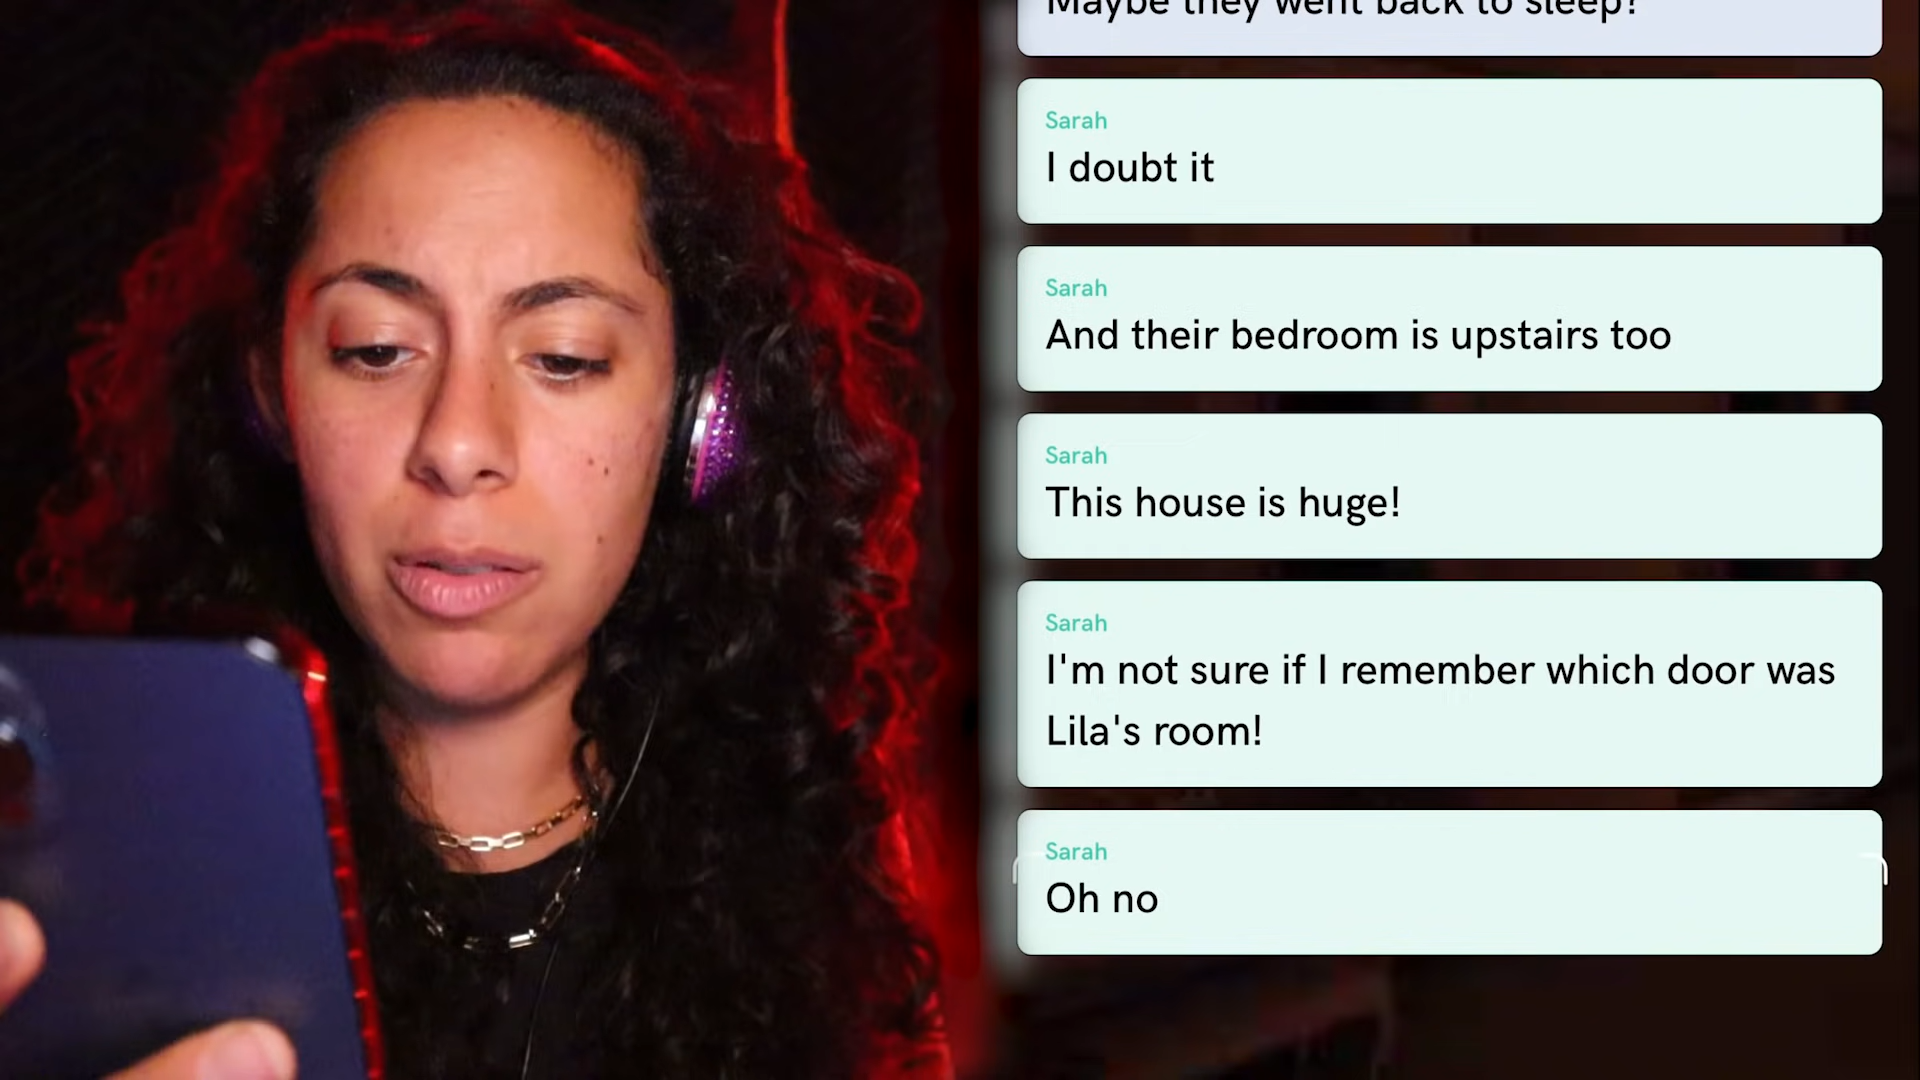 Maybe they went back to sleep?
Sarah
I doubt it
Sarah
And their bedroom is upstairs too
Sarah
This house is huge!
Sarah
I'm not sure if I remember which door was
Lila's room!
Sarah
Oh no